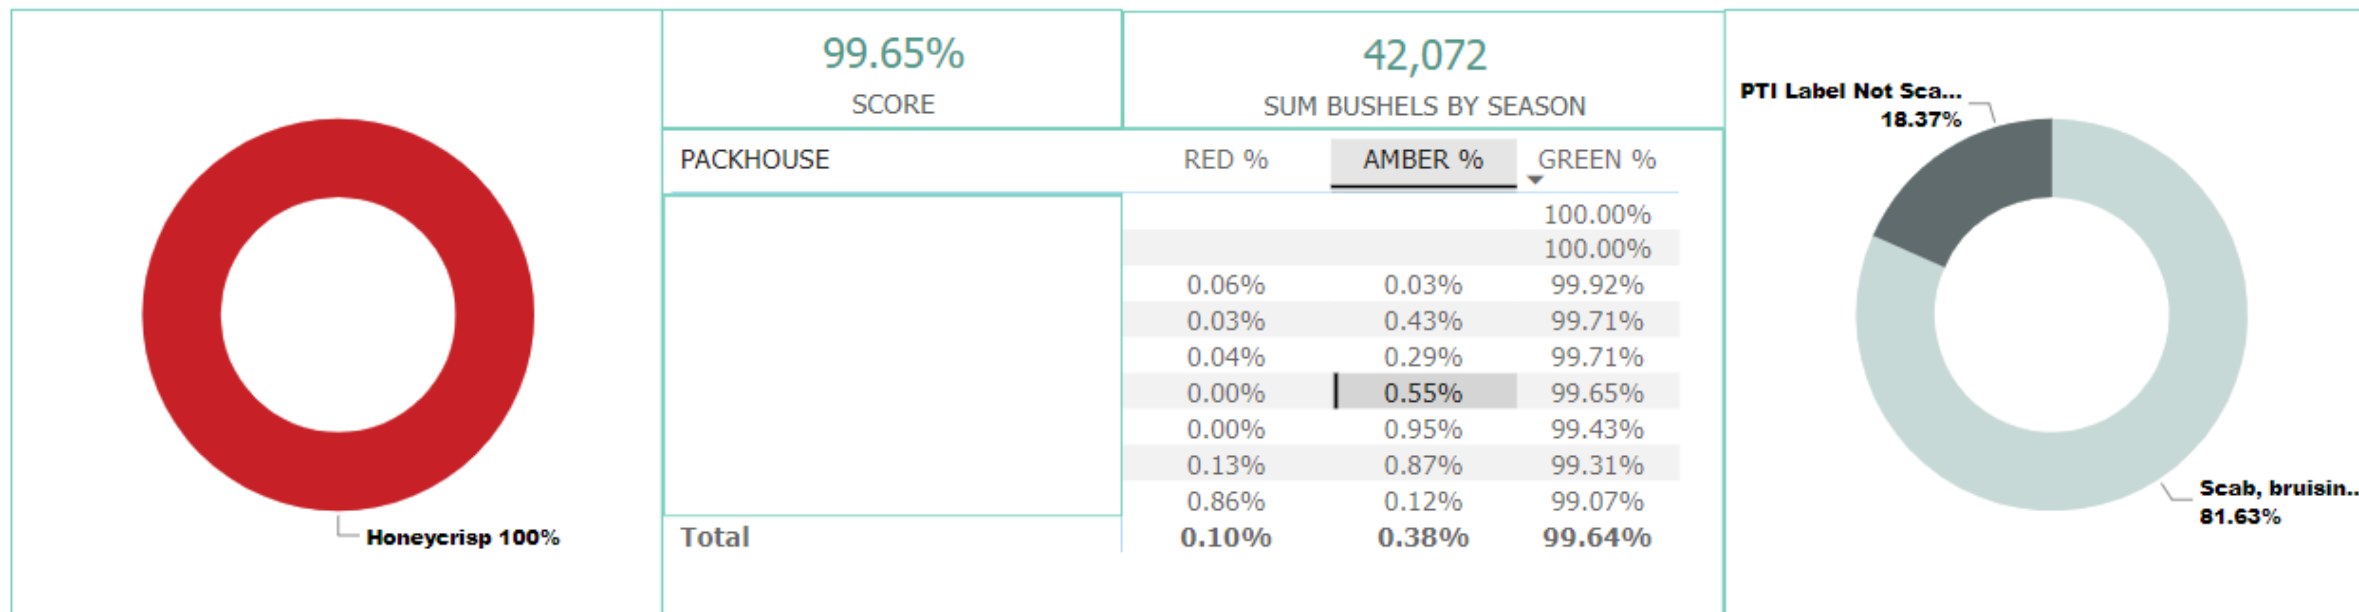 Honeycrisp 100%
99.65%
SCORE
42,072
SUM BUSHELS BY SEASON
PACKHOUSE RED % AMBER % GREEN %
100.00%
100.00%
0.06% 0.03% 99.92%
0.03% 0.43% 99.71%
0.04% 0.29% 99.71%
0.00% 0.55% 99.65%
0.00% 0.95% 99.43%
0.13% 0.87% 99.31%
0.86% 0.12% 99.07%
Total 0.10% 0.38% 99.64%
PTI Label Not Sca...
18.37%
Scab, bruisin...
81.63%